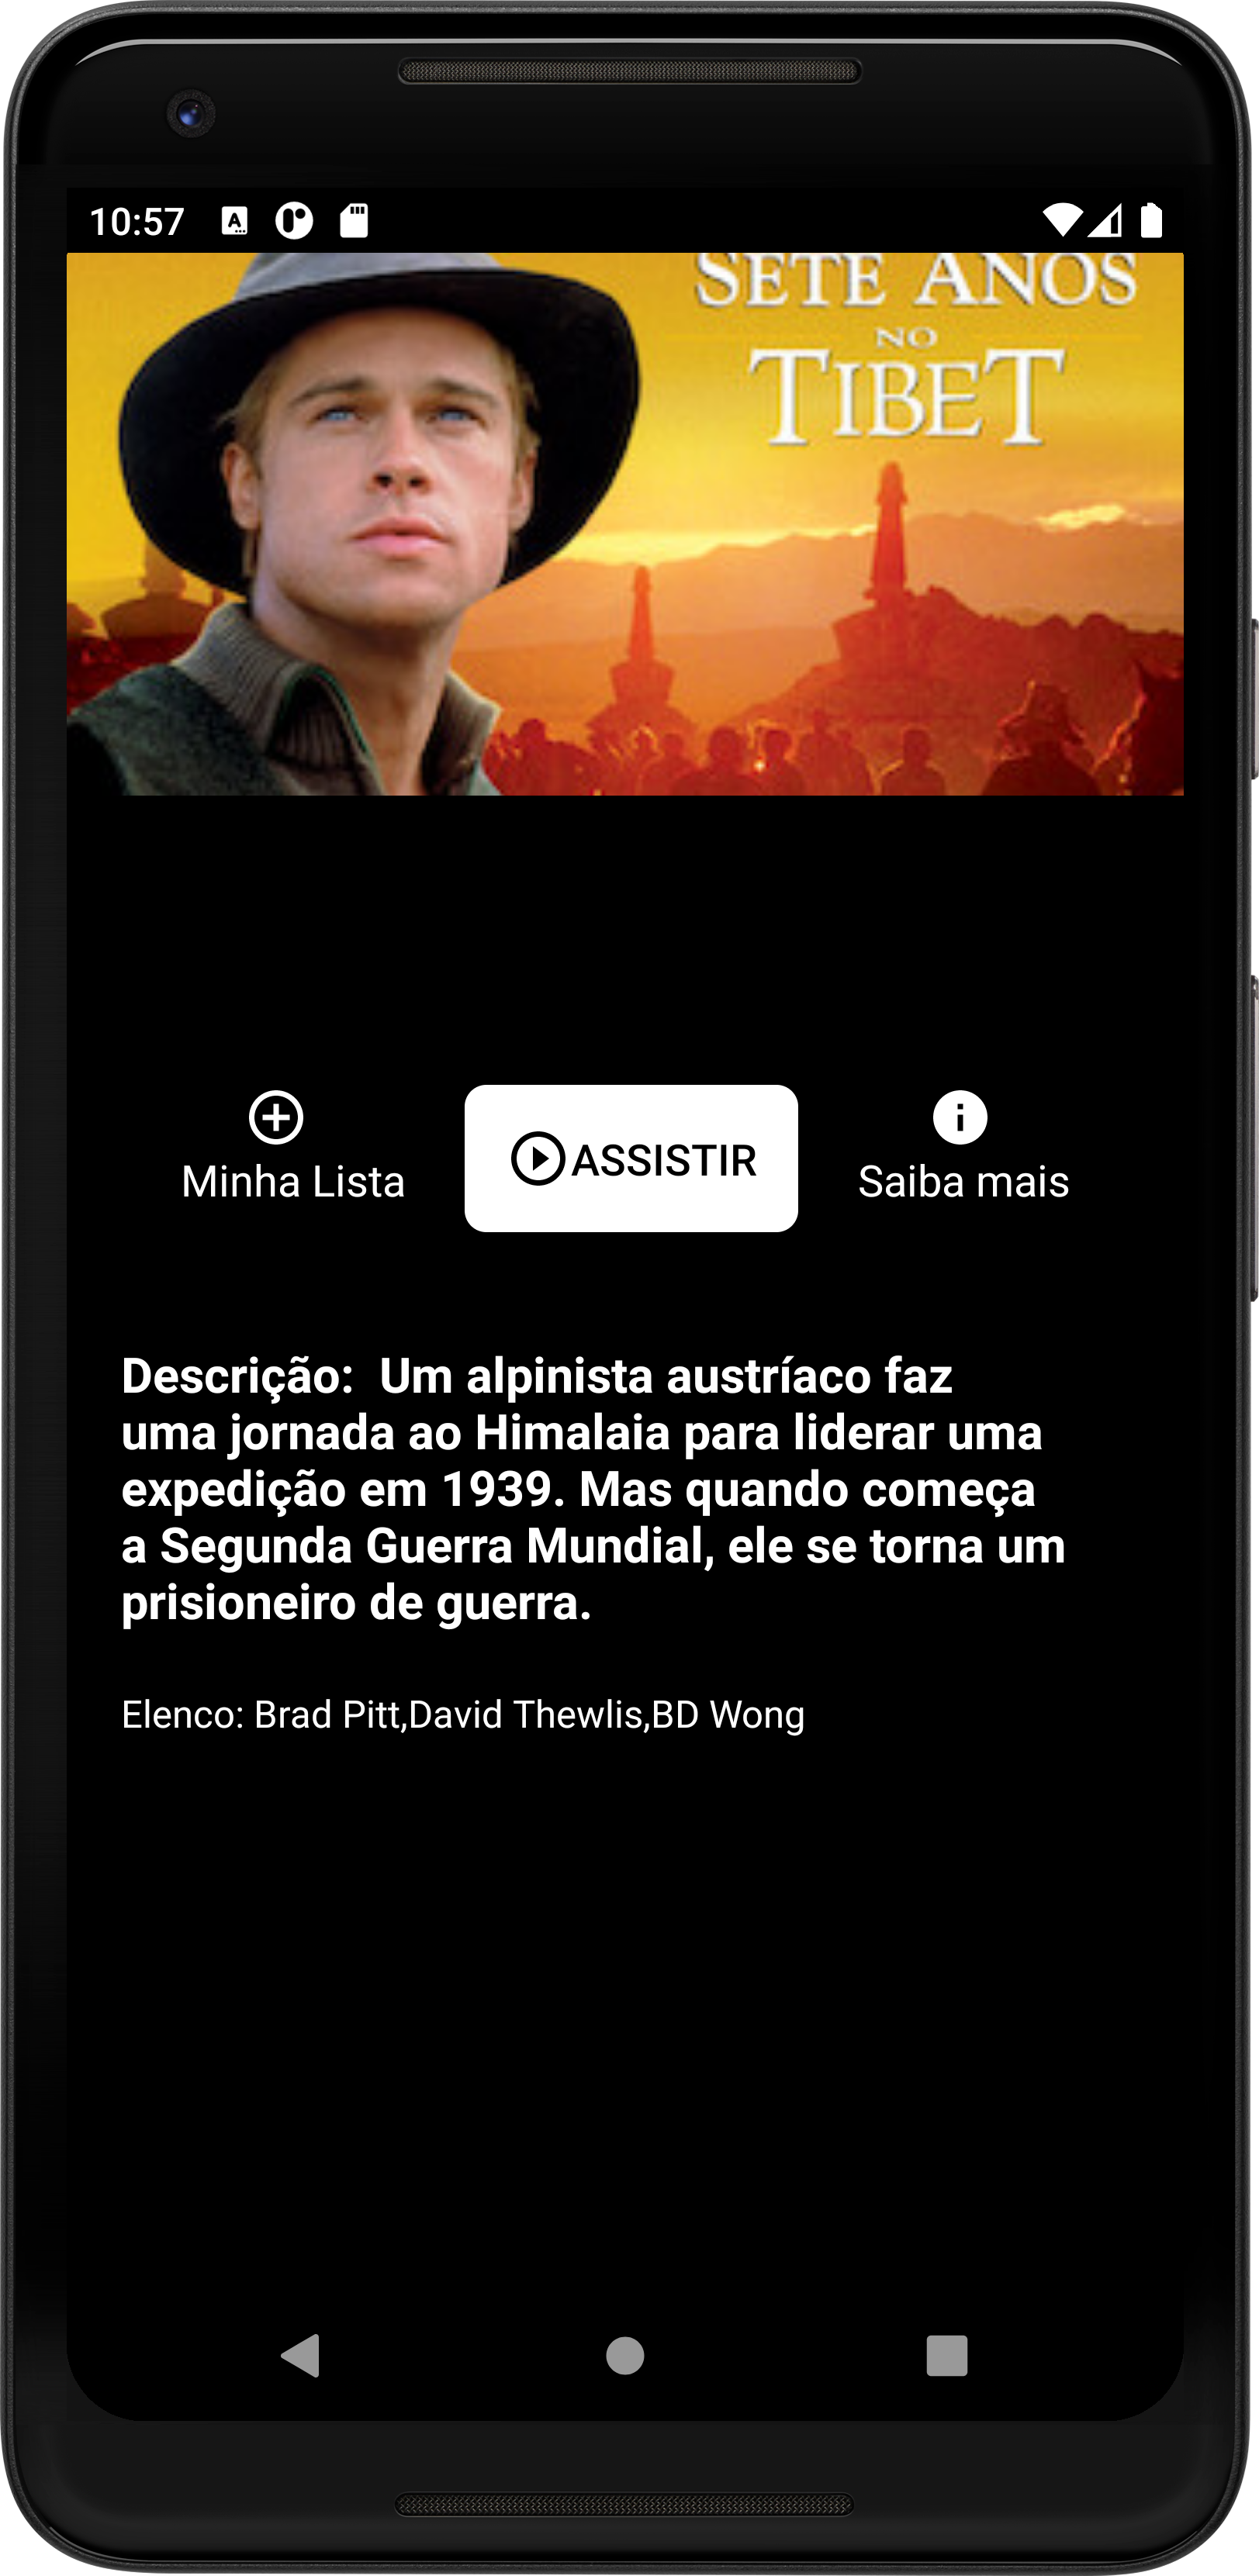 10:57
SETE ANOS
NO
TIBET
Minha Lista
ASSISTIR
Saiba mais
Descrição:  Um alpinista austríaco faz
uma jornada ao Himalaia para liderar uma
expedição em 1939. Mas quando começa
a Segunda Guerra Mundial, ele se torna um
prisioneiro de guerra.
Elenco: Brad Pitt,David Thewlis,BD Wong